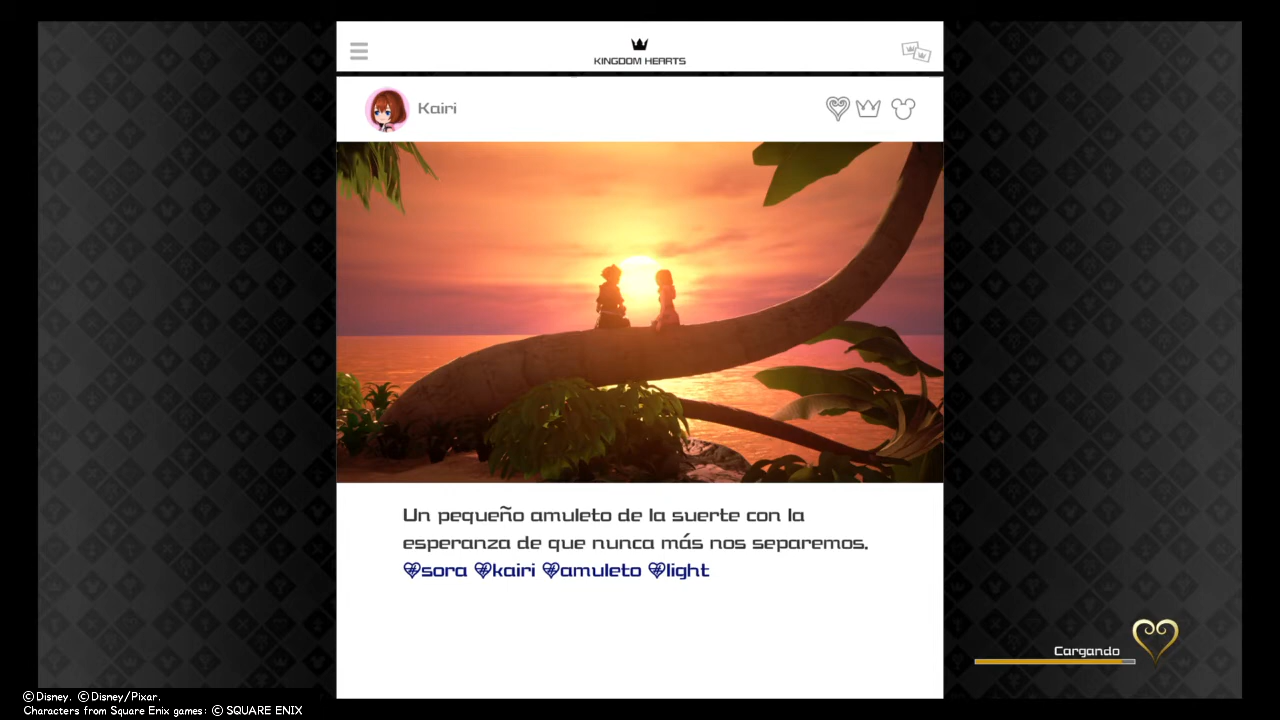 KINGDOM HEARTS
Kairi
Un pequeño amuleto de la suerte con la
esperanza de que nunca más nos separemos.
sora kairi amuleto light
Cargando
©Disney. ©Disney/Pixar.
Characters from Square Enix games: © SQUARE ENIX